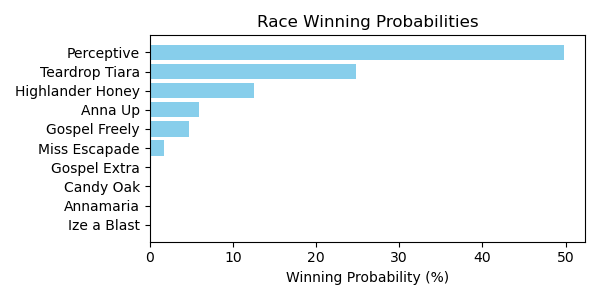 Race Winning Probabilities
Perceptive
Teardrop Tiara
Highlander Honey
Anna Up
Gospel Freely
Miss Escapade
Gospel Extra
Candy Oak
Annamaria
Ize a Blast
0 10 20 30 40 50
Winning Probability (%)